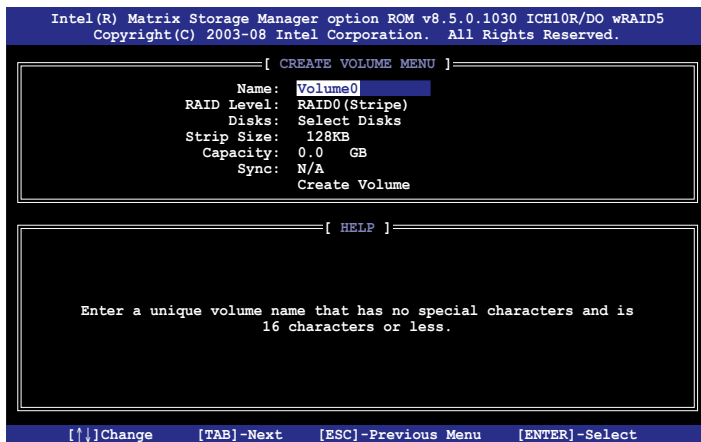 Intel(R) Matrix Storage Manager option ROM v8.5.0.1030 ICH10R/DO wRAID5
Copyright(C) 2003-08 Intel Corporation. All Rights Reserved.
[ CREATE VOLUME MENU ]
Name: Volume0
RAID Level: RAID0(Stripe)
Disks: Select Disks
Strip Size: 128KB
Capacity: 0.0 GB
Sync: N/A
Create Volume
[ HELP ]
Enter a unique volume name that has no special characters and is
16 characters or less.
[↑↓]Change [TAB]-Next [ESC]-Previous Menu [ENTER]-Select